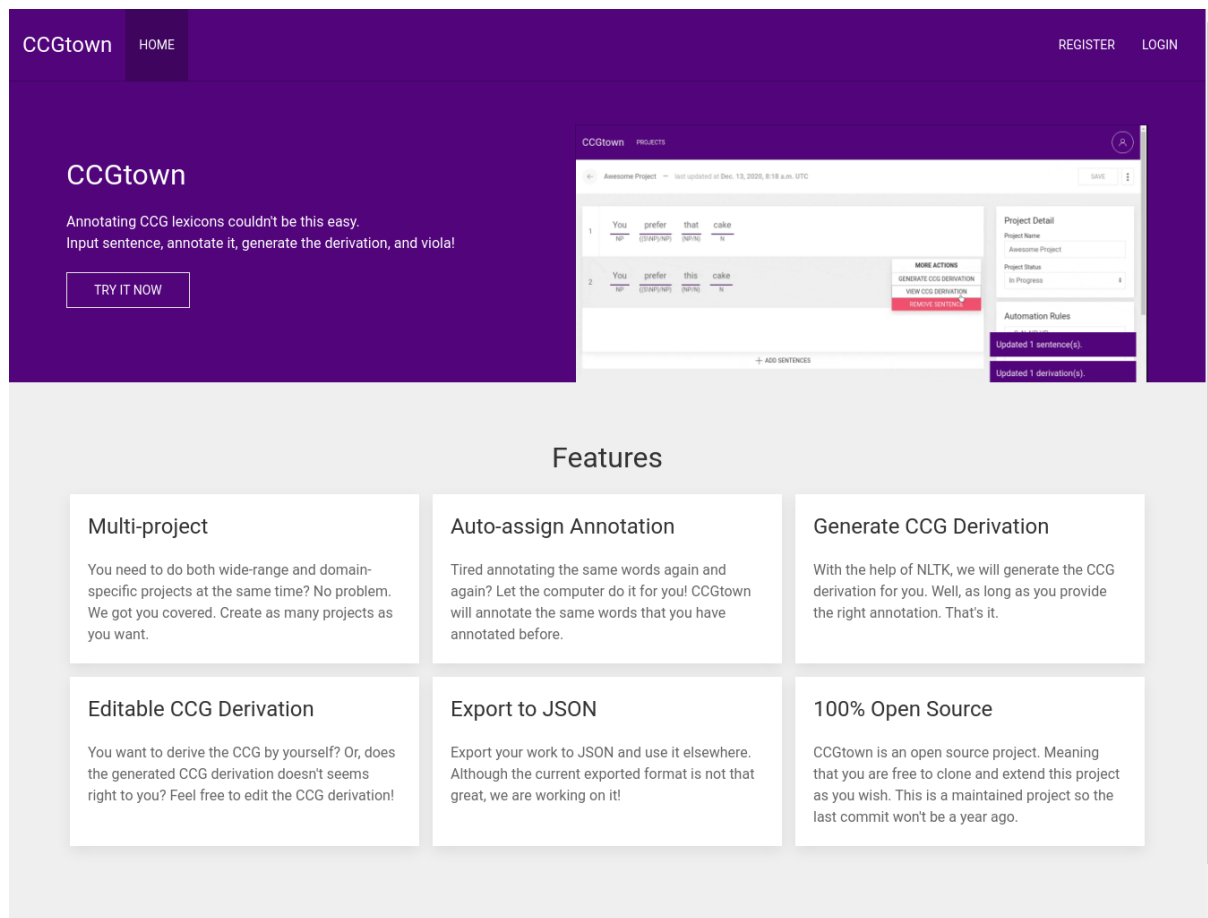 CCGtown HOME REGISTER LOGIN
CCGtown
Annotating CCG lexicons couldn't be this easy.
Input sentence, annotate it, generate the derivation, and viola!
TRY IT NOW
CCGtown PROJECTS
Awesome Project — last updated at Dec. 13, 2020, 8:18 a.m. UTC SAVE
1 You prefer that cake
NP ((S\NP)/NP) (NP/N) N
2 You prefer this cake
NP ((S\NP)/NP) (NP/N) N
MORE ACTIONS
GENERATE CCG DERIVATION
VIEW CCG DERIVATION
REMOVE SENTENCE
+ ADD SENTENCES
Project Detail
Project Name
Awesome Project
Project Status
In Progress
Automation Rules
Updated 1 sentence(s).
Updated 1 derivation(s).
Features
Multi-project
You need to do both wide-range and domain-
specific projects at the same time? No problem.
We got you covered. Create as many projects as
you want.
Auto-assign Annotation
Tired annotating the same words again and
again? Let the computer do it for you! CCGtown
will annotate the same words that you have
annotated before.
Generate CCG Derivation
With the help of NLTK, we will generate the CCG
derivation for you. Well, as long as you provide
the right annotation. That's it.
Editable CCG Derivation
You want to derive the CCG by yourself? Or, does
the generated CCG derivation doesn't seems
right to you? Feel free to edit the CCG derivation!
Export to JSON
Export your work to JSON and use it elsewhere.
Although the current exported format is not that
great, we are working on it!
100% Open Source
CCGtown is an open source project. Meaning
that you are free to clone and extend this project
as you wish. This is a maintained project so the
last commit won't be a year ago.